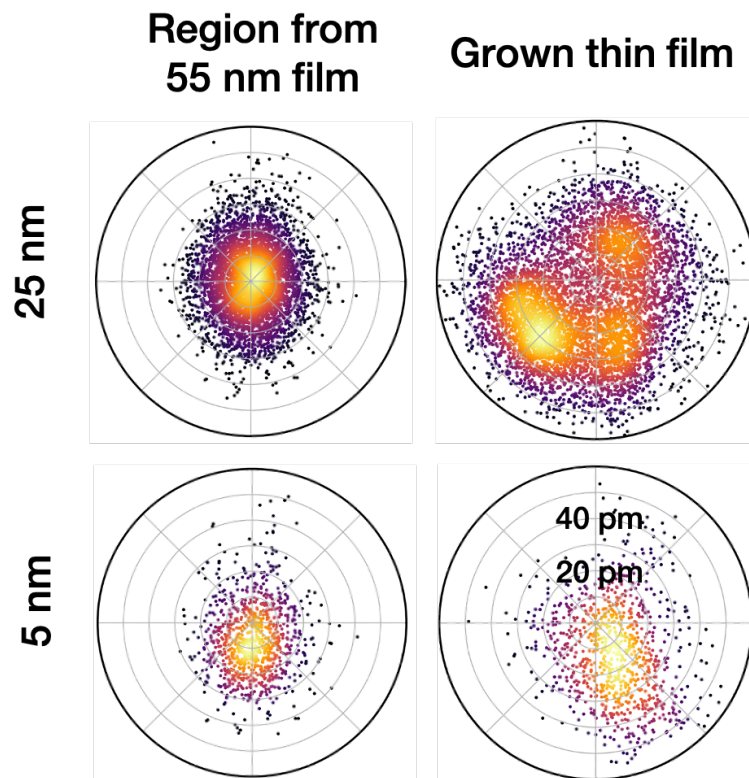 Region from
55 nm film
Grown thin film
25 nm
5 nm
40 pm
20 pm